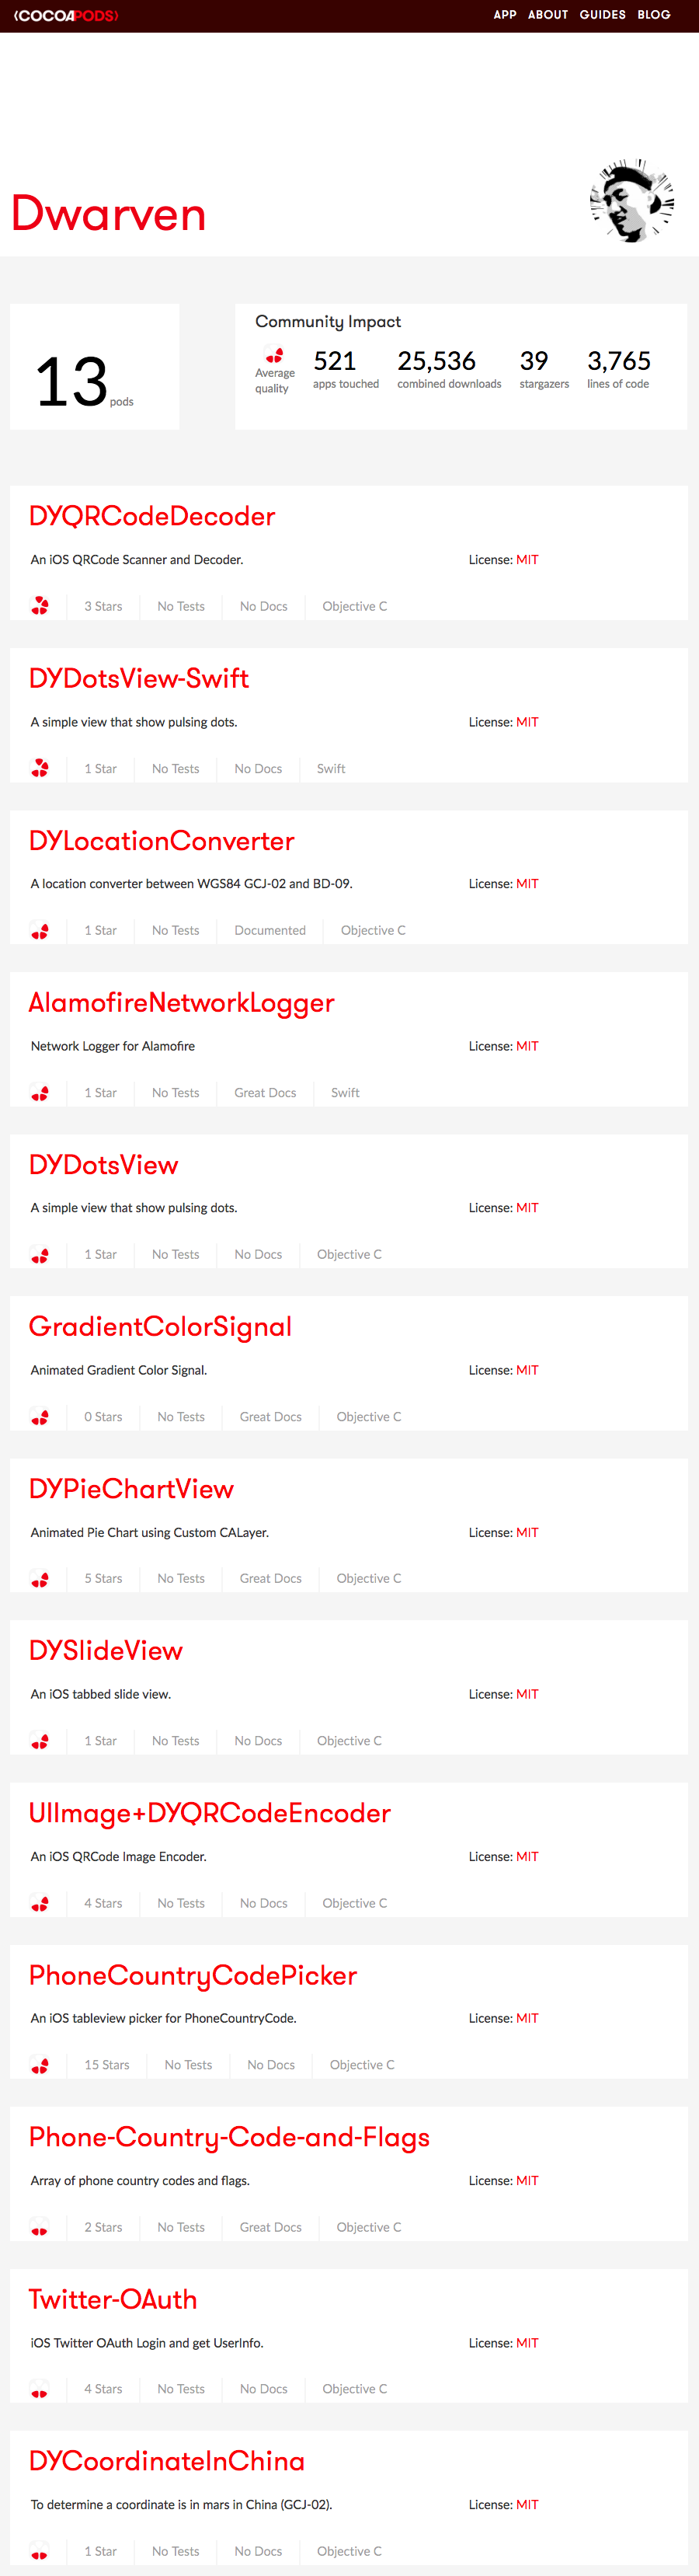 (COCOAPODS)
APP ABOUT GUIDES BLOG
Dwarven
13 pods
Community Impact
Average quality
521 apps touched
25,536 combined downloads
39 stargazers
3,765 lines of code
DYQRCodeDecoder
An iOS QRCode Scanner and Decoder.
License: MIT
3 Stars No Tests No Docs Objective C
DYDotsView-Swift
A simple view that show pulsing dots.
License: MIT
1 Star No Tests No Docs Swift
DYLocationConverter
A location converter between WGS84 GCJ-02 and BD-09.
License: MIT
1 Star No Tests Documented Objective C
AlamofireNetworkLogger
Network Logger for Alamofire
License: MIT
1 Star No Tests Great Docs Swift
DYDotsView
A simple view that show pulsing dots.
License: MIT
1 Star No Tests No Docs Objective C
GradientColorSignal
Animated Gradient Color Signal.
License: MIT
0 Stars No Tests Great Docs Objective C
DYPieChartView
Animated Pie Chart using Custom CALayer.
License: MIT
5 Stars No Tests Great Docs Objective C
DYSlideView
An iOS tabbed slide view.
License: MIT
1 Star No Tests No Docs Objective C
UIImage+DYQRCodeEncoder
An iOS QRCode Image Encoder.
License: MIT
4 Stars No Tests No Docs Objective C
PhoneCountryCodePicker
An iOS tableview picker for PhoneCountryCode.
License: MIT
15 Stars No Tests No Docs Objective C
Phone-Country-Code-and-Flags
Array of phone country codes and flags.
License: MIT
2 Stars No Tests Great Docs Objective C
Twitter-OAuth
iOS Twitter OAuth Login and get UserInfo.
License: MIT
4 Stars No Tests No Docs Objective C
DYCoordinateInChina
To determine a coordinate is in mars in China (GCJ-02).
License: MIT
1 Star No Tests No Docs Objective C